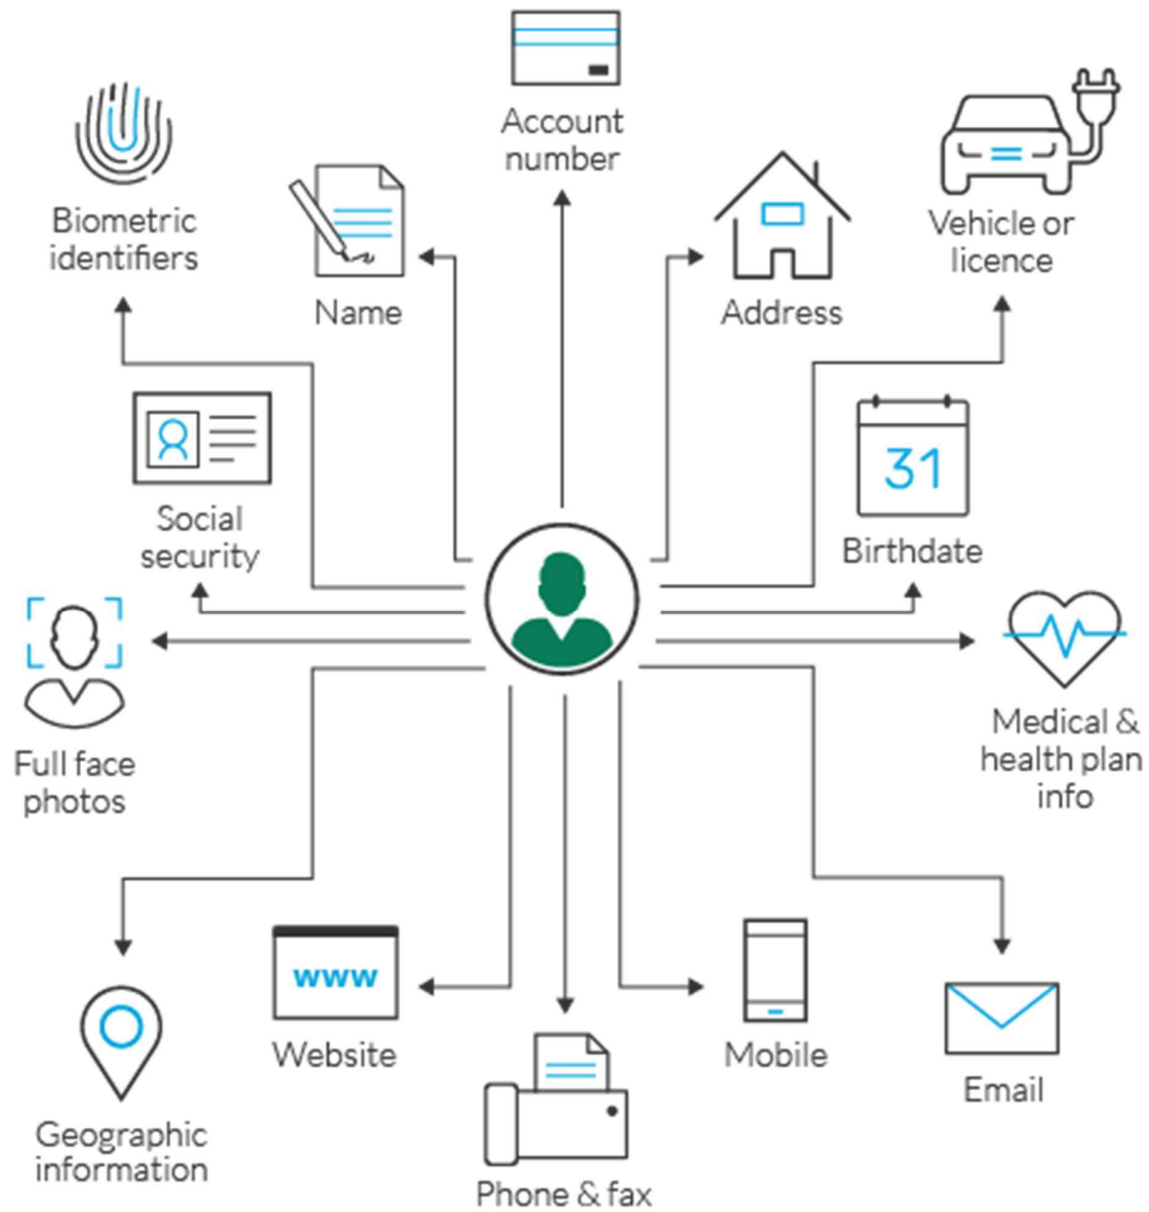 Account
number
Biometric
identifiers
Name
Address
Vehicle or
licence
Social
security
31
Birthdate
Full face
photos
Medical &
health plan
info
www
Website
Mobile
Email
Geographic
information
Phone & fax